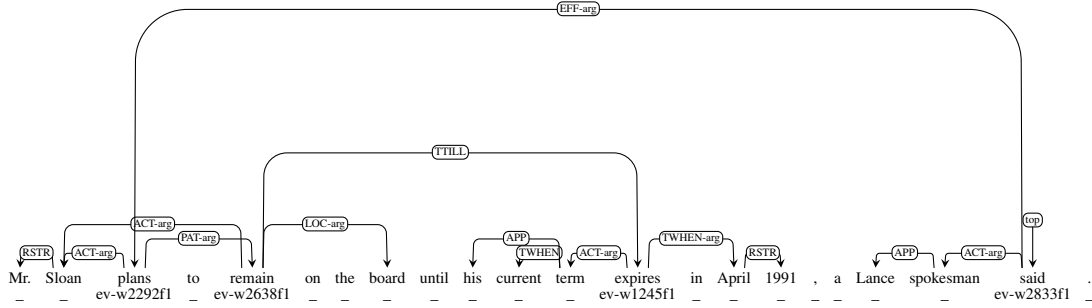 EFF-arg
TTILL
top
ACT-arg LOC-arg
PAT-arg APP TWHEN-arg
RSTR ACT-arg TWHEN ACT-arg RSTR APP ACT-arg
Mr. Sloan plans to remain on the board until his current term expires in April 1991 , a Lance spokesman said
_ _ ev-w2292f1 _ ev-w2638f1 _ _ _ _ _ _ _ ev-w1245f1 _ _ _ _ _ _ _ ev-w2833f1 _